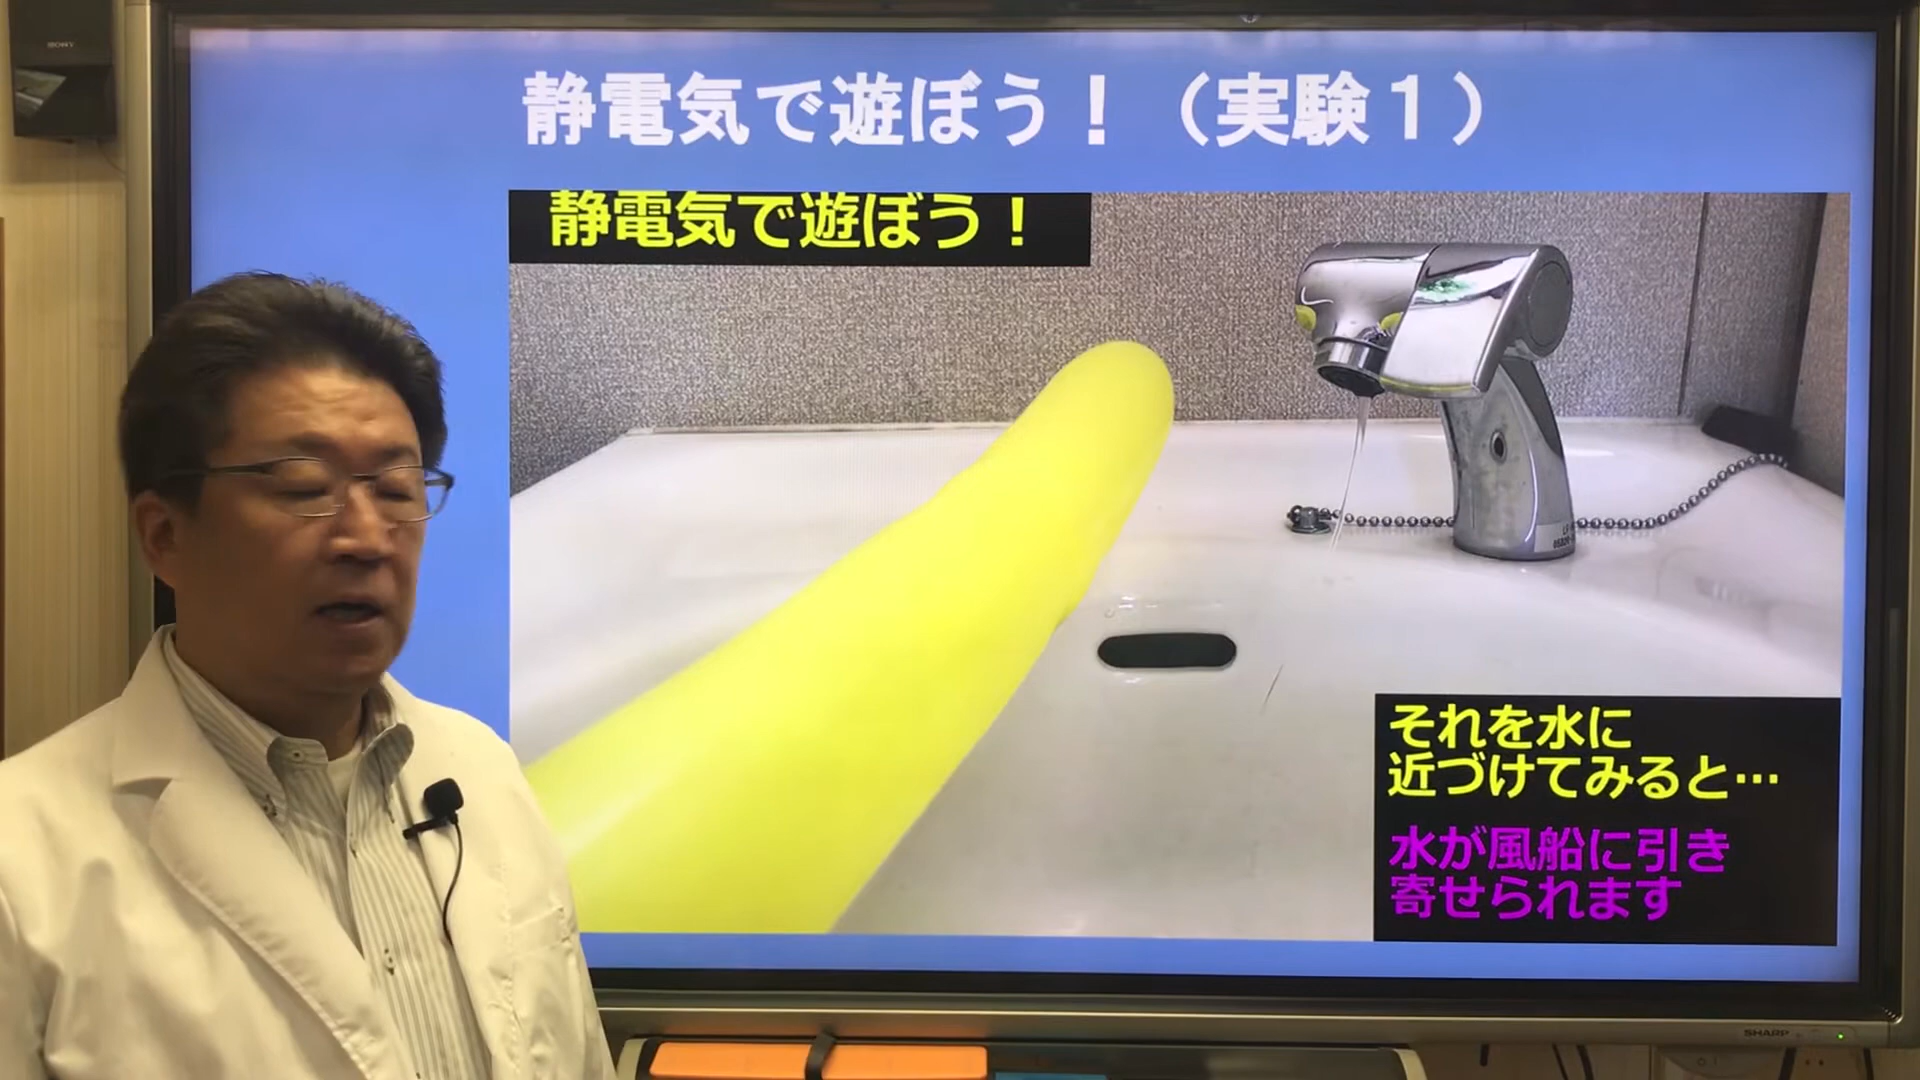 静電気で遊ぼう！（実験１）
静電気で遊ぼう！
それを水に
近づけてみると…
水が風船に引き
寄せられます
SONY
SHARP